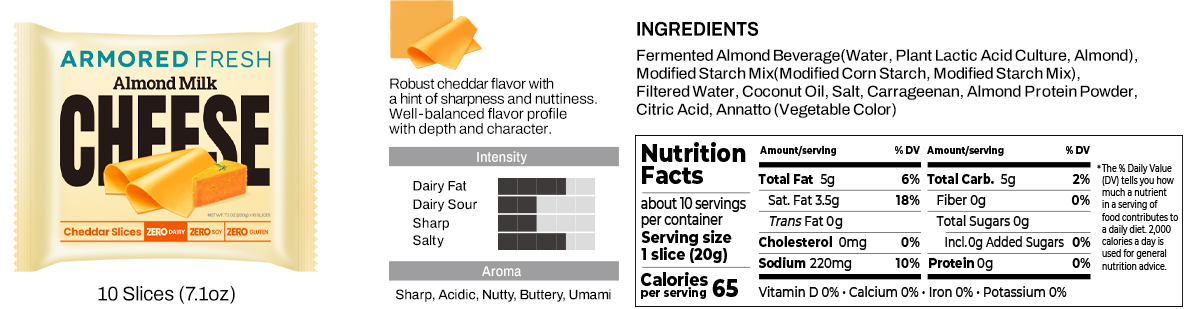 ARMORED FRESH
Almond Milk
CHEESE
NET WT 7.1 OZ (200g) x 10 SLICES
Cheddar Slices ZERO DAIRY ZERO SOY ZERO GLUTEN
10 Slices (7.1oz)
Robust cheddar flavor with
a hint of sharpness and nuttiness.
Well-balanced flavor profile
with depth and character.
Intensity
Dairy Fat
Dairy Sour
Sharp
Salty
Aroma
Sharp, Acidic, Nutty, Buttery, Umami
INGREDIENTS
Fermented Almond Beverage(Water, Plant Lactic Acid Culture, Almond),
Modified Starch Mix(Modified Corn Starch, Modified Starch Mix),
Filtered Water, Coconut Oil, Salt, Carrageenan, Almond Protein Powder,
Citric Acid, Annatto (Vegetable Color)
Nutrition
Facts
about 10 servings
per container
Serving size
1 slice (20g)
Calories
per serving 65
Amount/serving % DV
Total Fat 5g 6%
Sat. Fat 3.5g 18%
Trans Fat 0g
Cholesterol 0mg 0%
Sodium 220mg 10%
Amount/serving % DV
Total Carb. 5g 2%
Fiber 0g 0%
Total Sugars 0g
Incl.0g Added Sugars 0%
Protein 0g 0%
Vitamin D 0% • Calcium 0% • Iron 0% • Potassium 0%
*The % Daily Value
(DV) tells you how
much a nutrient
in a serving of
food contributes to
a daily diet. 2,000
calories a day is
used for general
nutrition advice.